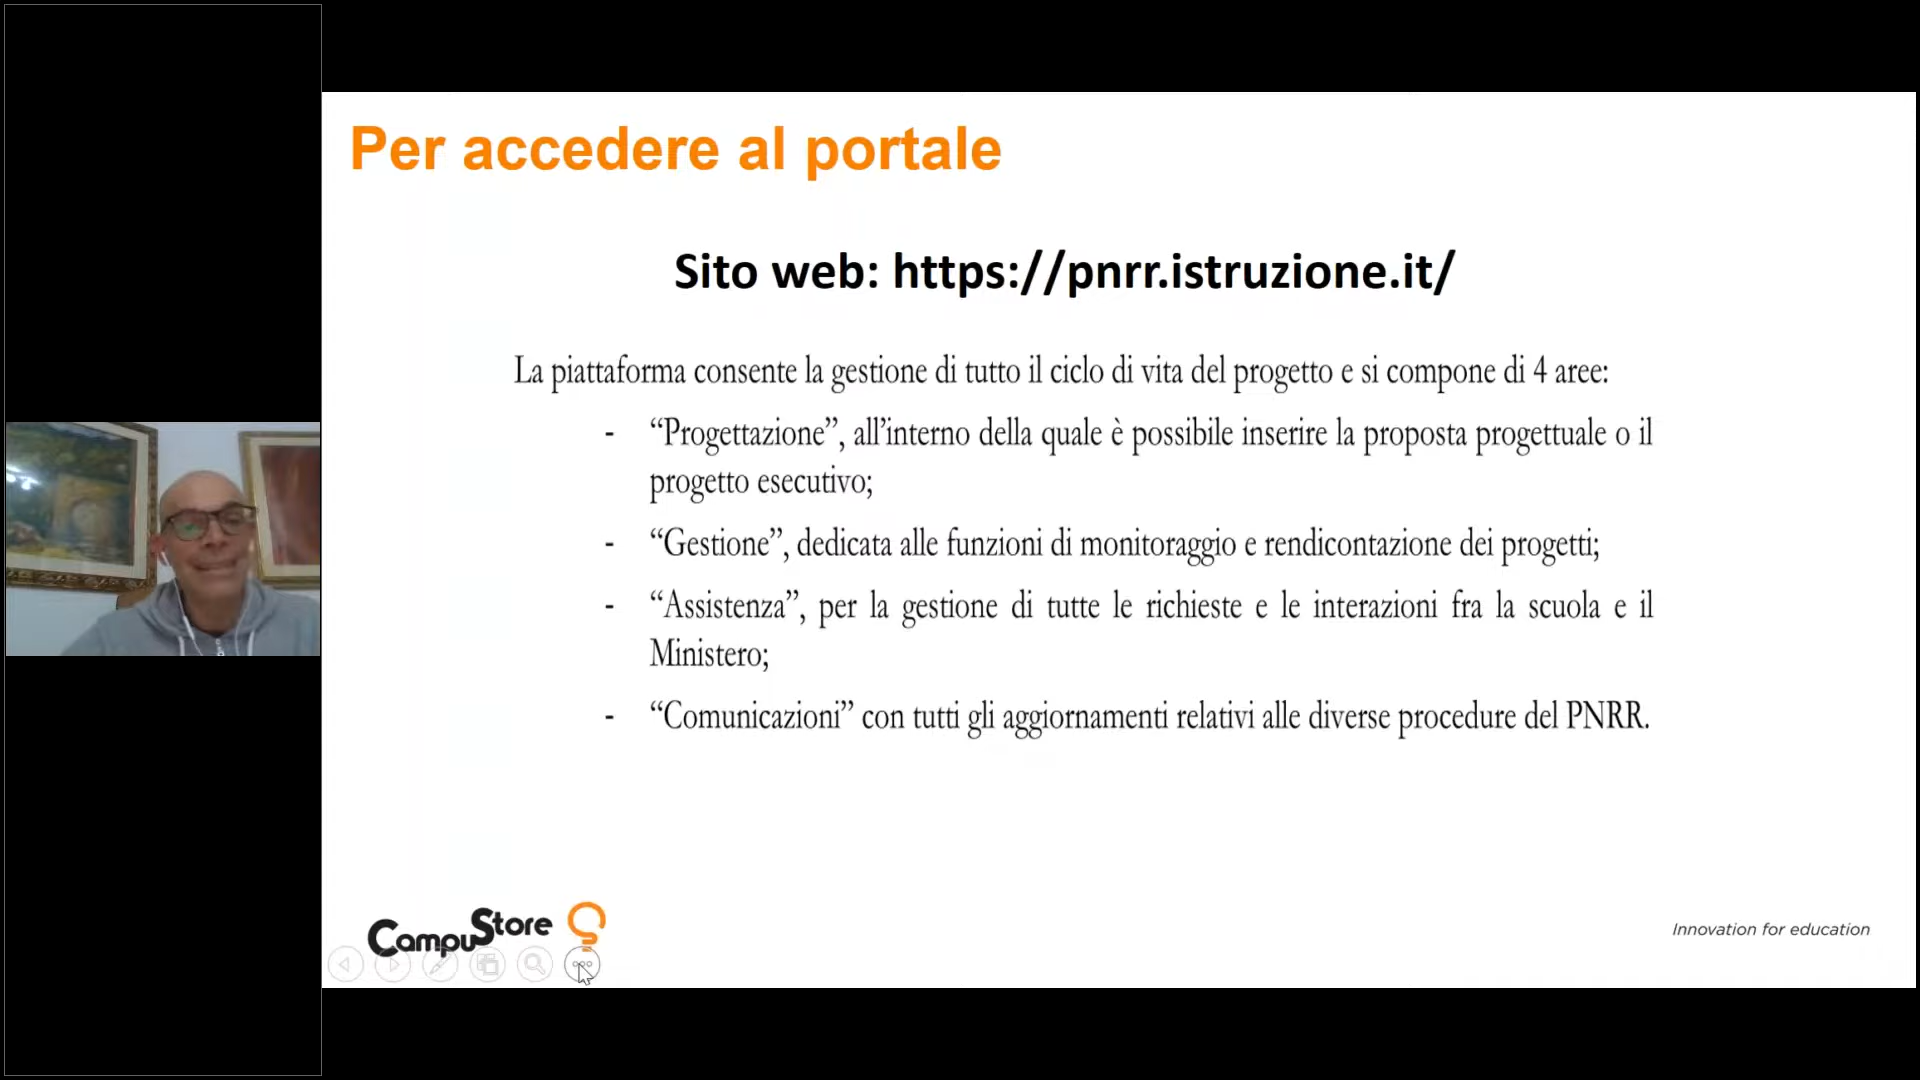 Per accedere al portale
Sito web: https://pnrr.istruzione.it/
La piattaforma consente la gestione di tutto il ciclo di vita del progetto e si compone di 4 aree:
- “Progettazione”, all’interno della quale è possibile inserire la proposta progettuale o il
progetto esecutivo;
- “Gestione”, dedicata alle funzioni di monitoraggio e rendicontazione dei progetti;
- “Assistenza”, per la gestione di tutte le richieste e le interazioni fra la scuola e il
Ministero;
- “Comunicazioni” con tutti gli aggiornamenti relativi alle diverse procedure del PNRR.
CampuStore
Innovation for education